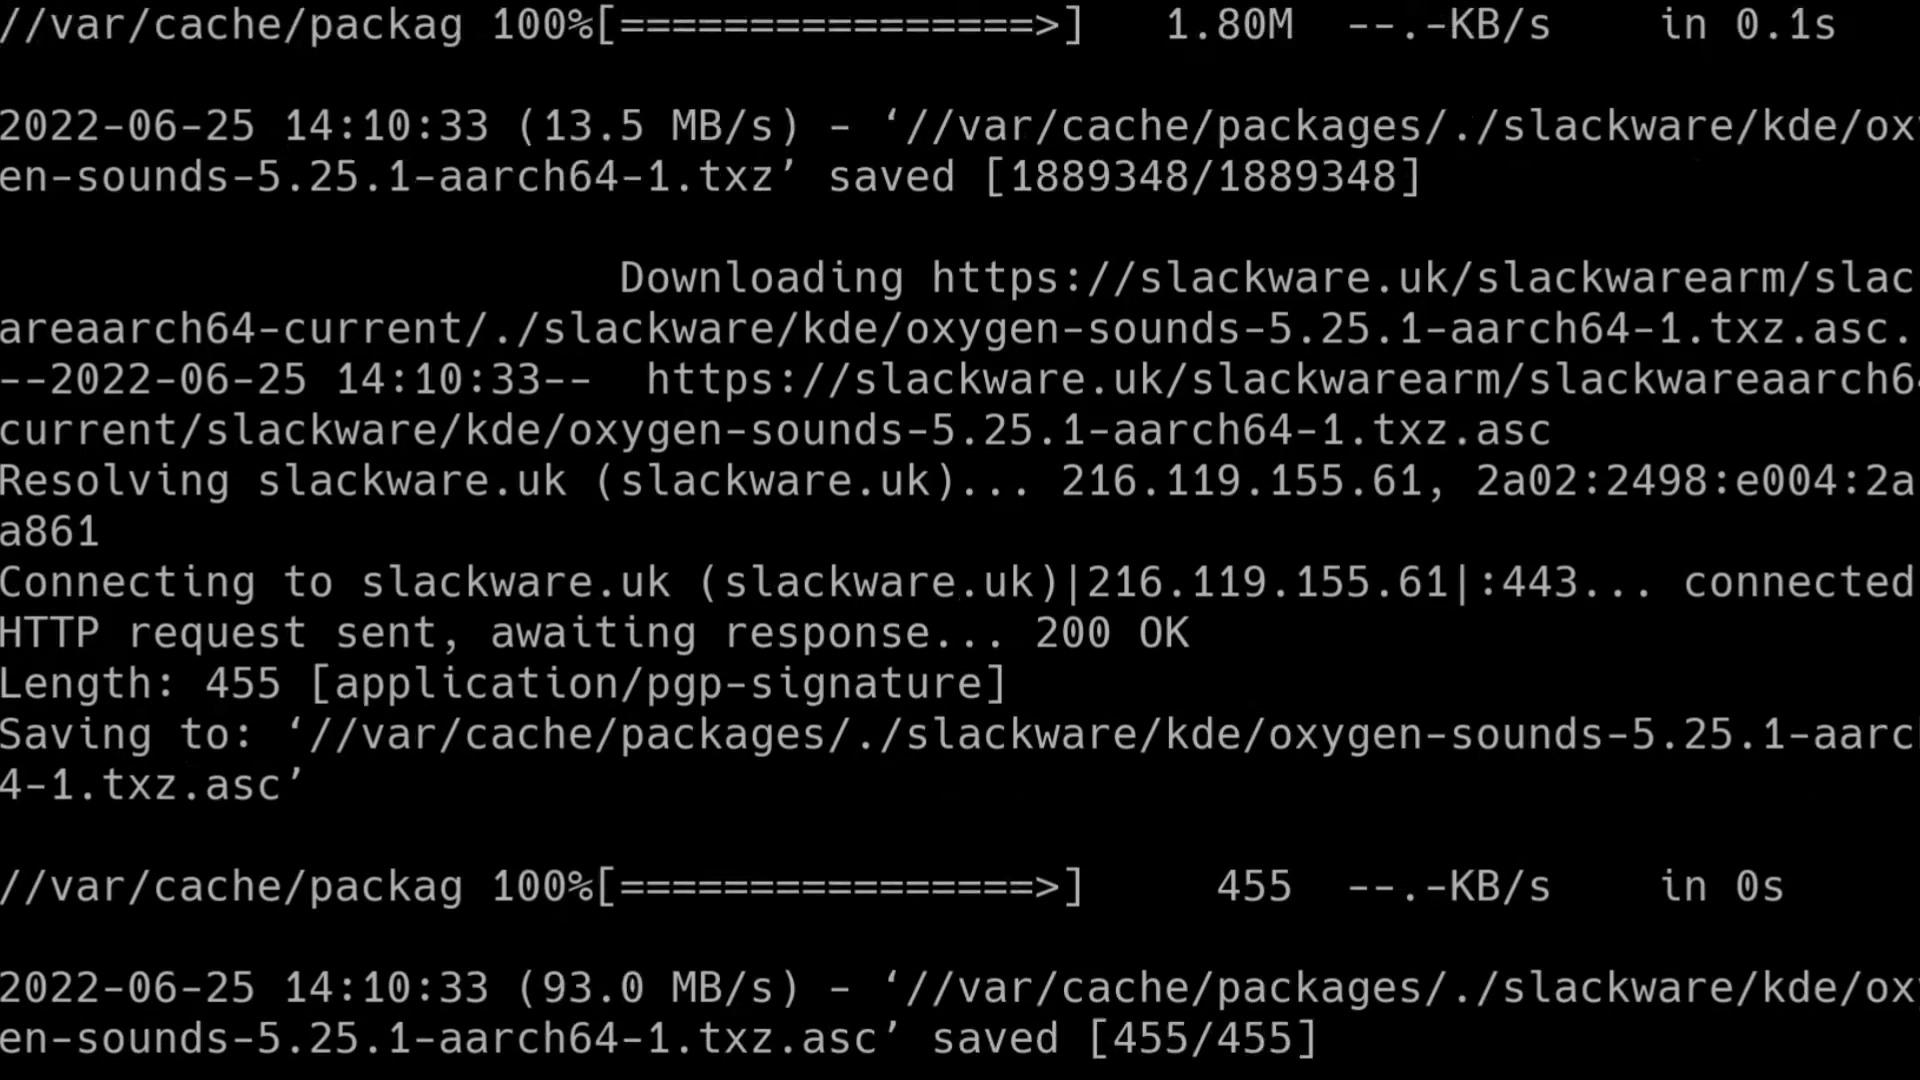 //var/cache/packag 100%[================>]   1.80M  --.-KB/s    in 0.1s
2022-06-25 14:10:33 (13.5 MB/s) - ‘//var/cache/packages/./slackware/kde/ox
en-sounds-5.25.1-aarch64-1.txz’ saved [1889348/1889348]
Downloading https://slackware.uk/slackwarearm/slac
areaarch64-current/./slackware/kde/oxygen-sounds-5.25.1-aarch64-1.txz.asc.
--2022-06-25 14:10:33--  https://slackware.uk/slackwarearm/slackwareaarch6
current/slackware/kde/oxygen-sounds-5.25.1-aarch64-1.txz.asc
Resolving slackware.uk (slackware.uk)... 216.119.155.61, 2a02:2498:e004:2a
a861
Connecting to slackware.uk (slackware.uk)|216.119.155.61|:443... connected
HTTP request sent, awaiting response... 200 OK
Length: 455 [application/pgp-signature]
Saving to: ‘//var/cache/packages/./slackware/kde/oxygen-sounds-5.25.1-aarc
4-1.txz.asc’
//var/cache/packag 100%[================>]     455  --.-KB/s    in 0s
2022-06-25 14:10:33 (93.0 MB/s) - ‘//var/cache/packages/./slackware/kde/ox
en-sounds-5.25.1-aarch64-1.txz.asc’ saved [455/455]